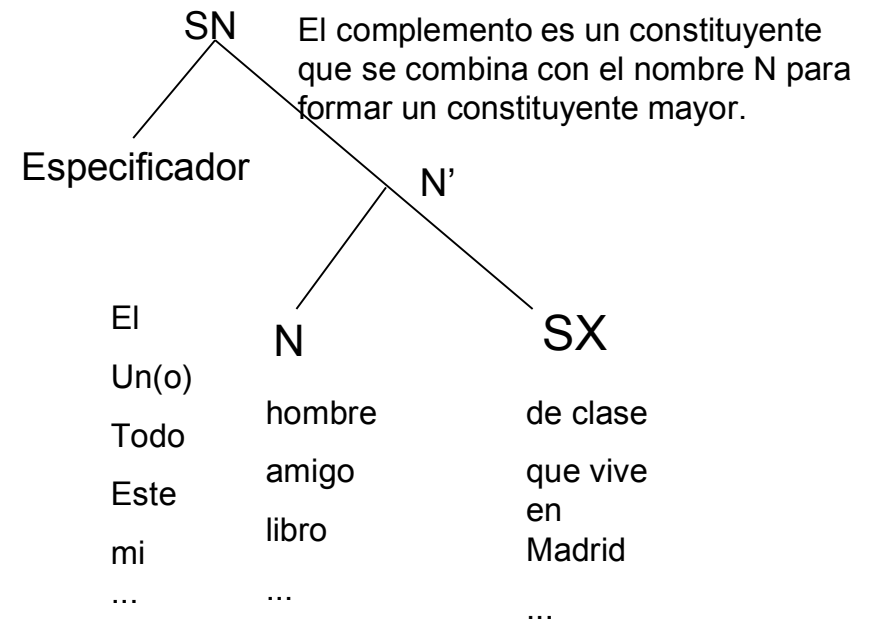 SN
El complemento es un constituyente
que se combina con el nombre N para
formar un constituyente mayor.
Especificador
N’
El
Un(o)
Todo
Este
mi
...
N
hombre
amigo
libro
...
SX
de clase
que vive
en
Madrid
...